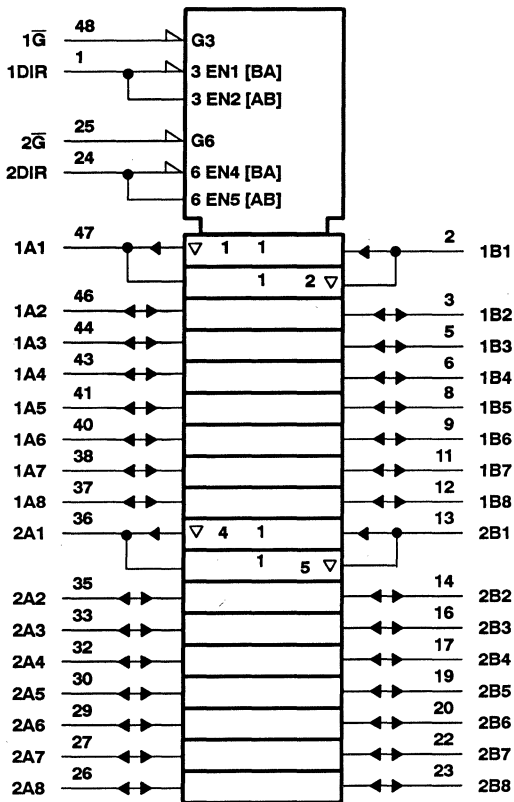 1G̅ 48 G3
1DIR 1 3 EN1 [BA]
3 EN2 [AB]
2G̅ 25 G6
2DIR 24 6 EN4 [BA]
6 EN5 [AB]
1A1 47 ▽ 1 1 2 1B1
1 2 ▽
1A2 46 3 1B2
1A3 44 5 1B3
1A4 43 6 1B4
1A5 41 8 1B5
1A6 40 9 1B6
1A7 38 11 1B7
1A8 37 12 1B8
2A1 36 ▽ 4 1 13 2B1
1 5 ▽
2A2 35 14 2B2
2A3 33 16 2B3
2A4 32 17 2B4
2A5 30 19 2B5
2A6 29 20 2B6
2A7 27 22 2B7
2A8 26 23 2B8